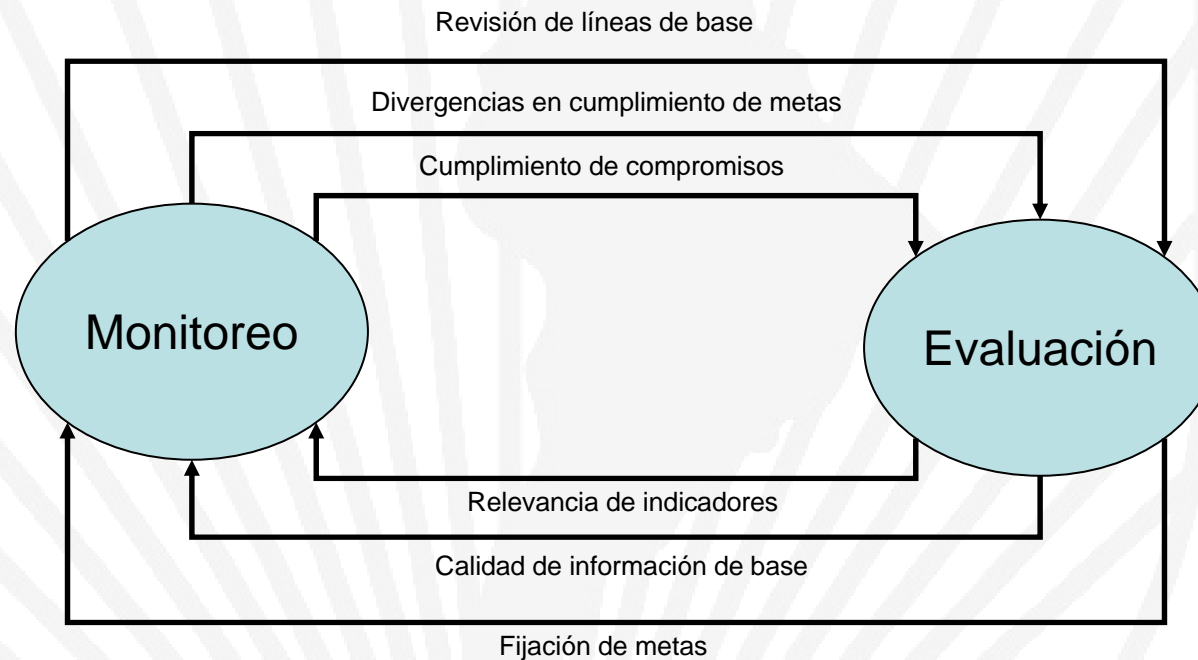 Revisión de líneas de base
Divergencias en cumplimiento de metas
Cumplimiento de compromisos
Monitoreo
Evaluación
Relevancia de indicadores
Calidad de información de base
Fijación de metas